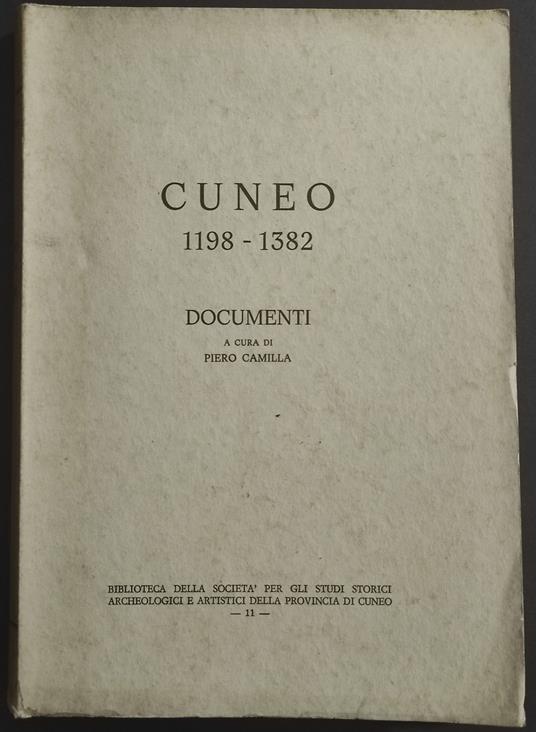 CUNEO
1198 - 1382
DOCUMENTI
A CURA DI
PIERO CAMILLA
BIBLIOTECA DELLA SOCIETA' PER GLI STUDI STORICI
ARCHEOLOGICI E ARTISTICI DELLA PROVINCIA DI CUNEO
— 11 —